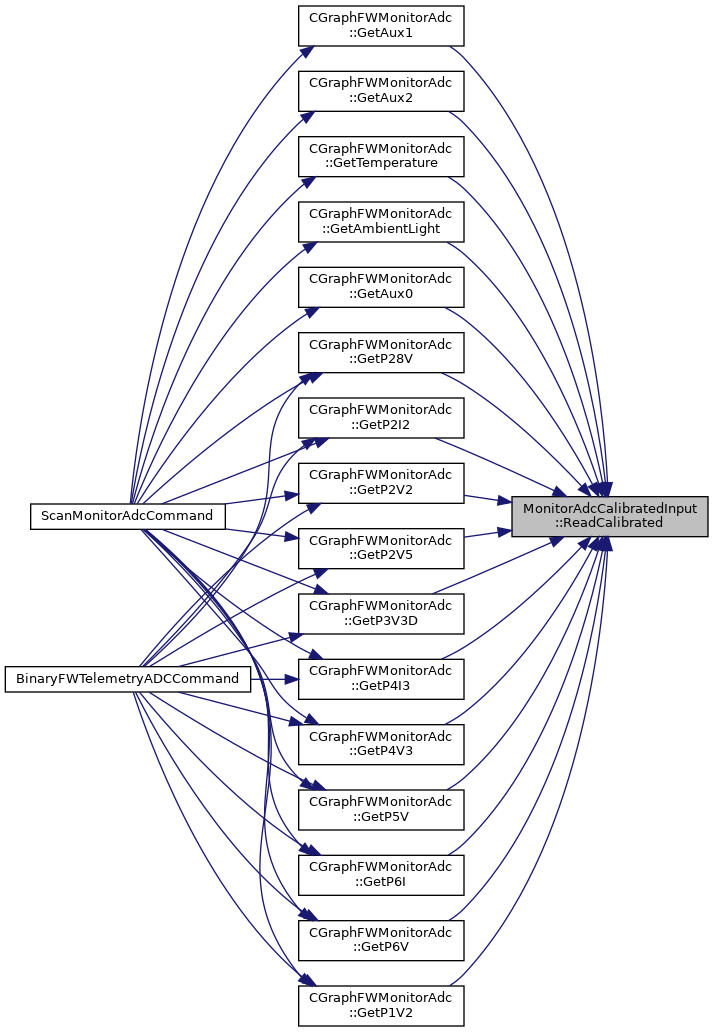 CGraphFWMonitorAdc
::GetAux1
CGraphFWMonitorAdc
::GetAux2
CGraphFWMonitorAdc
::GetTemperature
CGraphFWMonitorAdc
::GetAmbientLight
CGraphFWMonitorAdc
::GetAux0
CGraphFWMonitorAdc
::GetP28V
CGraphFWMonitorAdc
::GetP2I2
CGraphFWMonitorAdc
::GetP2V2
ScanMonitorAdcCommand
MonitorAdcCalibratedInput
::ReadCalibrated
CGraphFWMonitorAdc
::GetP2V5
CGraphFWMonitorAdc
::GetP3V3D
BinaryFWTelemetryADCCommand
CGraphFWMonitorAdc
::GetP4I3
CGraphFWMonitorAdc
::GetP4V3
CGraphFWMonitorAdc
::GetP5V
CGraphFWMonitorAdc
::GetP6I
CGraphFWMonitorAdc
::GetP6V
CGraphFWMonitorAdc
::GetP1V2